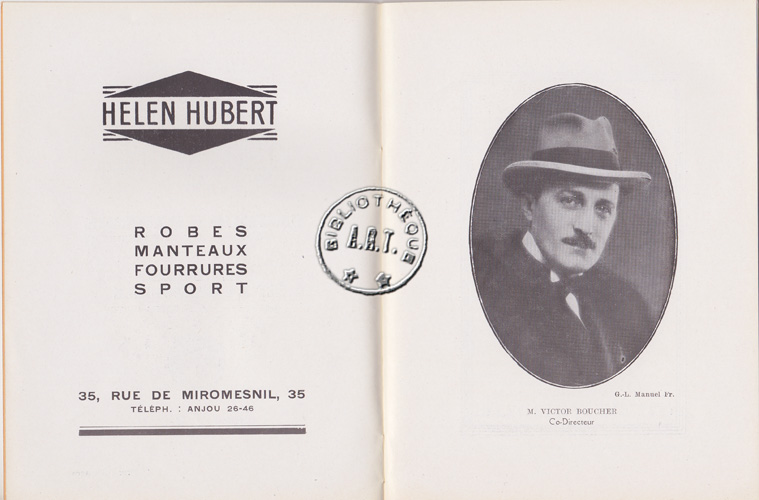 HELEN HUBERT
ROBES
MANTEAUX
FOURRURES
SPORT
35, RUE DE MIROMESNIL, 35
TÉLÉPH. : ANJOU 26-46
BIBLIOTHÈQUE
A.R.T.
G.-L. Manuel Fr.
M. VICTOR BOUCHER
Co-Directeur